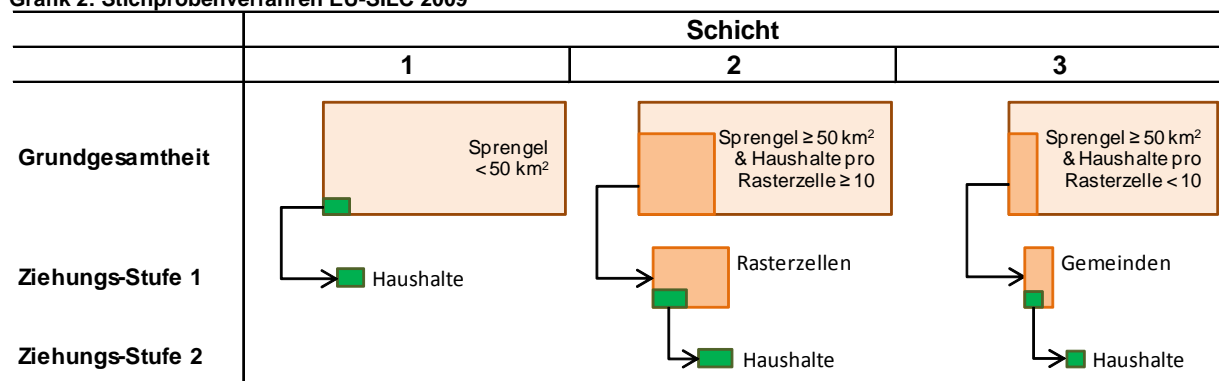 Grafik 2: Stichprobenverfahren EU-SILC 2009
Schicht
1 2 3
Grundgesamtheit
Sprengel
< 50 km²
Sprengel ≥ 50 km²
& Haushalte pro
Rasterzelle ≥ 10
Sprengel ≥ 50 km²
& Haushalte pro
Rasterzelle < 10
Ziehungs-Stufe 1
Haushalte
Rasterzellen
Gemeinden
Ziehungs-Stufe 2
Haushalte
Haushalte